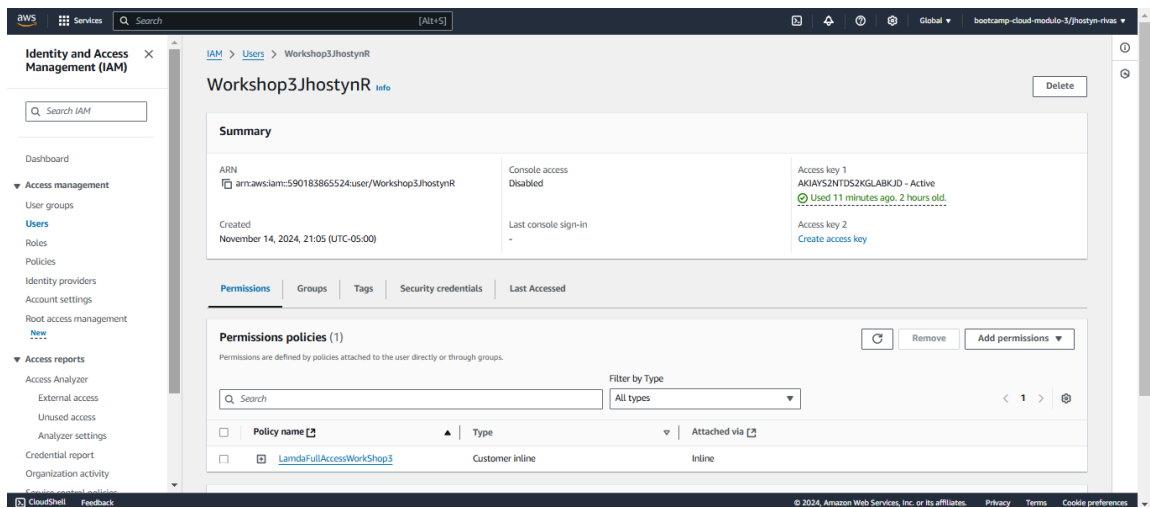 aws Services Search [Alt+S] Global bootcamp-cloud-modulo-3/jhostyn-rivas
Identity and Access Management (IAM)
Search IAM
Dashboard
Access management
User groups
Users
Roles
Policies
Identity providers
Account settings
Root access management
New
Access reports
Access Analyzer
External access
Unused access
Analyzer settings
Credential report
Organization activity
Service control policies
IAM > Users > Workshop3JhostynR
Workshop3JhostynR Info
Delete
Summary
ARN
arn:aws:iam::590183865524:user/Workshop3JhostynR
Created
November 14, 2024, 21:05 (UTC-05:00)
Console access
Disabled
Last console sign-in
-
Access key 1
AKIAYS2NTDS2KGLABKJD - Active
Used 11 minutes ago. 2 hours old.
Access key 2
Create access key
Permissions Groups Tags Security credentials Last Accessed
Permissions policies (1)
Remove Add permissions
Permissions are defined by policies attached to the user directly or through groups.
Filter by Type
Search All types < 1 >
Policy name Type Attached via
LamdaFullAccessWorkShop3 Customer inline Inline
CloudShell Feedback © 2024, Amazon Web Services, Inc. or its affiliates. Privacy Terms Cookie preferences